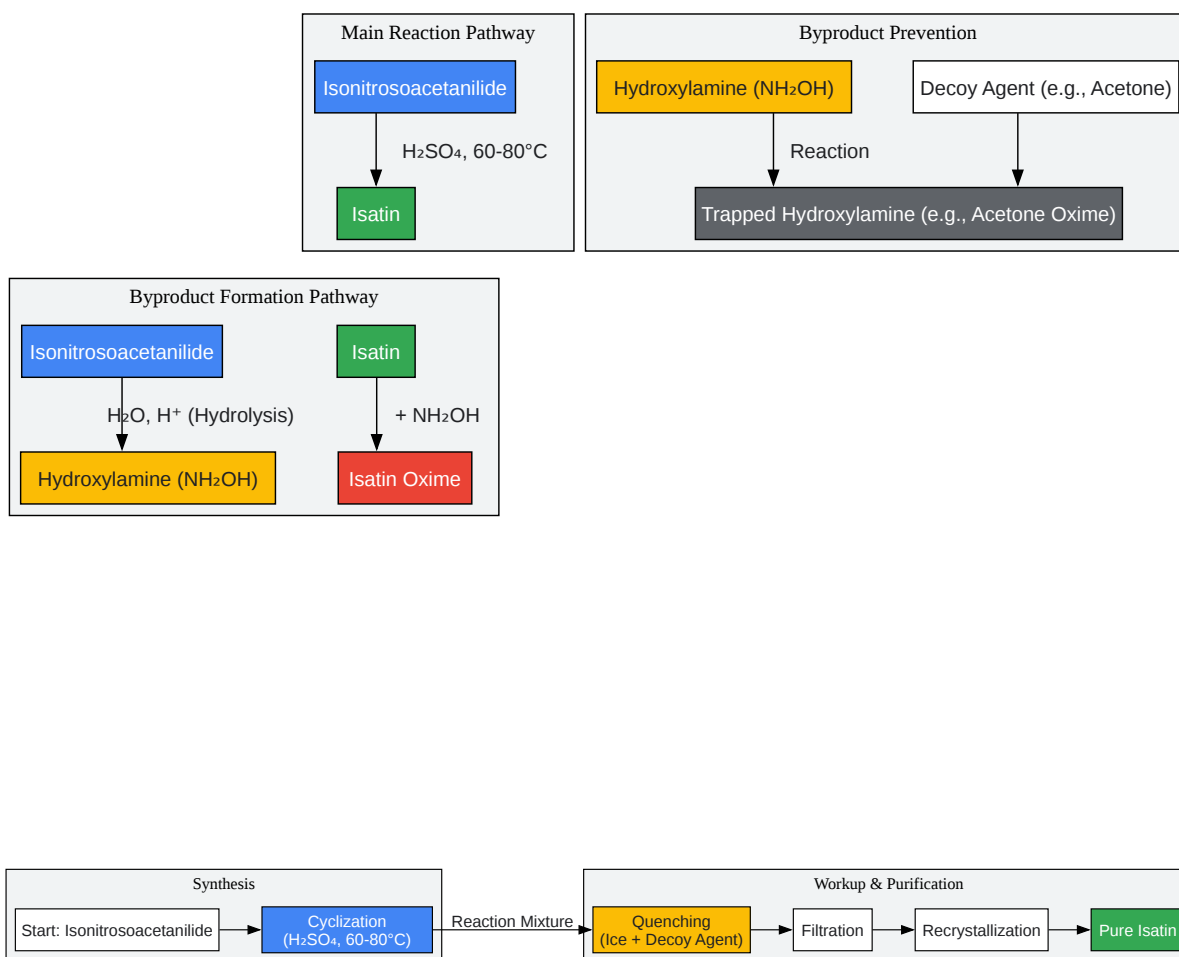 Main Reaction Pathway
Isonitrosoacetanilide
H₂SO₄, 60-80°C
Isatin
Byproduct Prevention
Hydroxylamine (NH₂OH)
Decoy Agent (e.g., Acetone)
Reaction
Trapped Hydroxylamine (e.g., Acetone Oxime)
Byproduct Formation Pathway
Isonitrosoacetanilide
Isatin
H₂O, H⁺ (Hydrolysis)
+ NH₂OH
Hydroxylamine (NH₂OH)
Isatin Oxime
Synthesis
Start: Isonitrosoacetanilide
Cyclization
(H₂SO₄, 60-80°C)
Reaction Mixture
Workup & Purification
Quenching
(Ice + Decoy Agent)
Filtration
Recrystallization
Pure Isatin